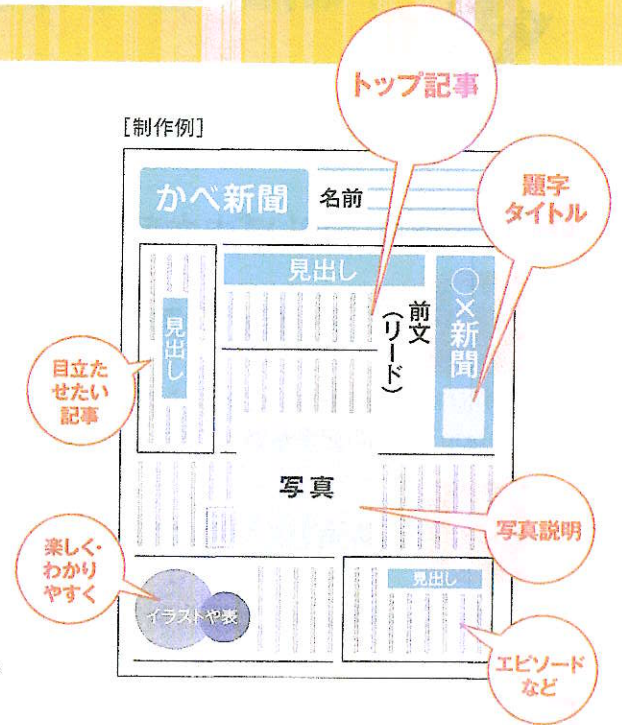 トップ記事
［制作例］
かべ新聞
名前
題字
タイトル
見出し
○×新聞
前文
（リード）
見出し
目立た
せたい
記事
写真
写真説明
楽しく・
わかり
やすく
イラストや表
見出し
エピソード
など